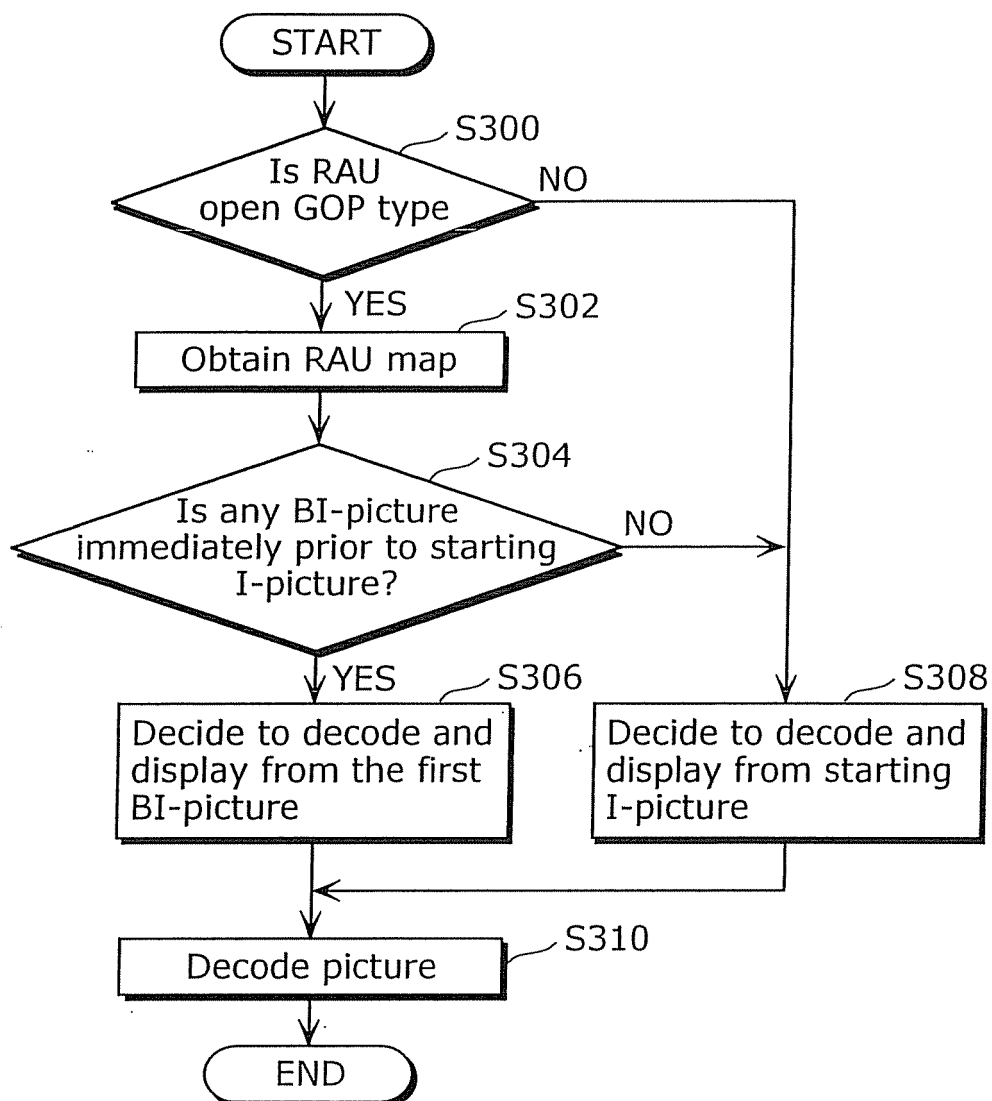 START
S300
Is RAU
open GOP type
NO
YES
S302
Obtain RAU map
S304
Is any BI-picture
immediately prior to starting
I-picture?
NO
YES
S306
S308
Decide to decode and
display from the first
BI-picture
Decide to decode and
display from starting
I-picture
S310
Decode picture
END